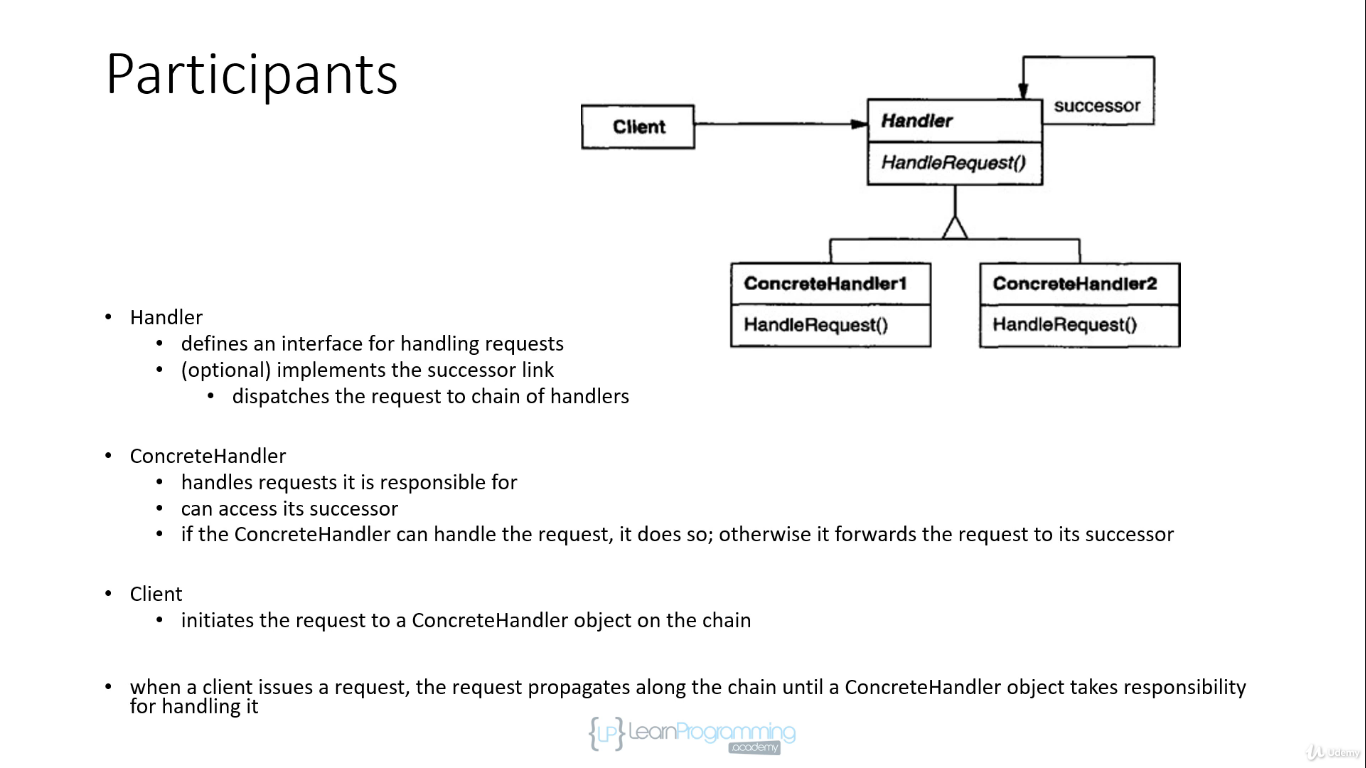 Participants
Client
Handler
HandleRequest()
successor
ConcreteHandler1
HandleRequest()
ConcreteHandler2
HandleRequest()
• Handler
• defines an interface for handling requests
• (optional) implements the successor link
• dispatches the request to chain of handlers
• ConcreteHandler
• handles requests it is responsible for
• can access its successor
• if the ConcreteHandler can handle the request, it does so; otherwise it forwards the request to its successor
• Client
• initiates the request to a ConcreteHandler object on the chain
• when a client issues a request, the request propagates along the chain until a ConcreteHandler object takes responsibility
for handling it
{LP} LearnProgramming
.academy
Udemy